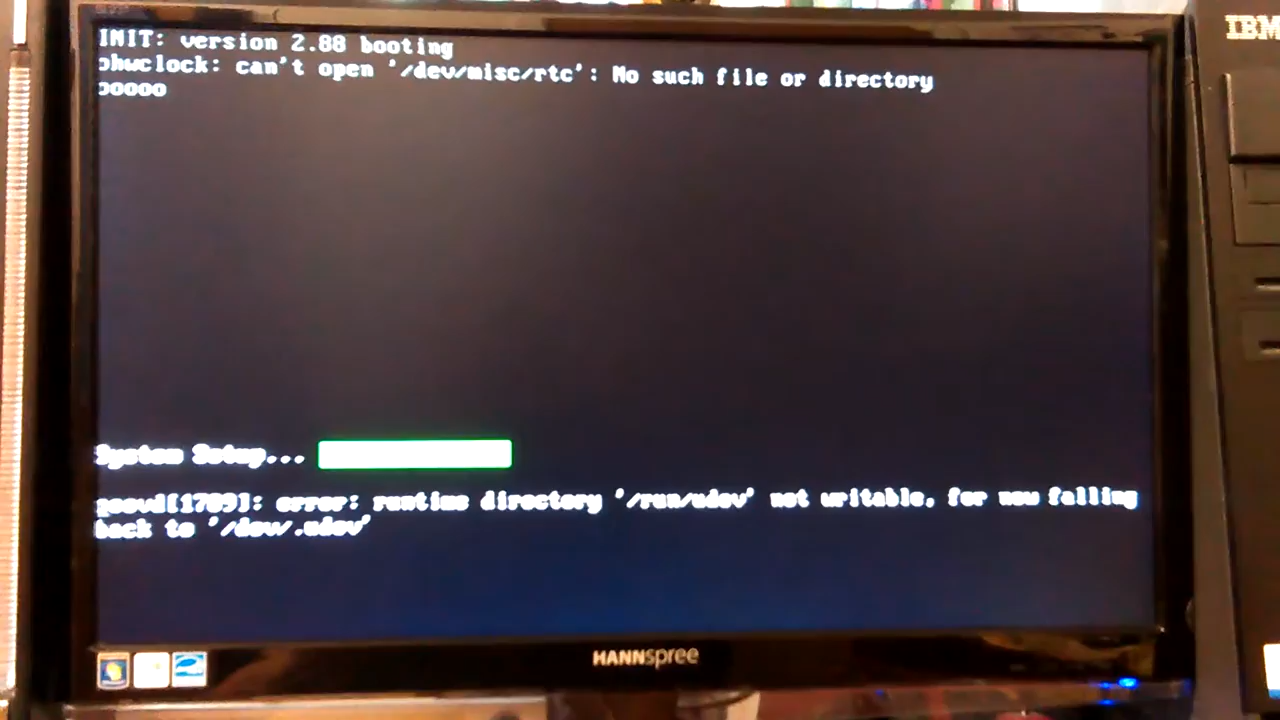 INIT: version 2.88 booting
hwclock: can't open '/dev/misc/rtc': No such file or directory
System Setup...
[1789]: error: runtime directory '/run/udev' not writable, for now falling
back to '/dev/.udev'
HANNspree
IBM